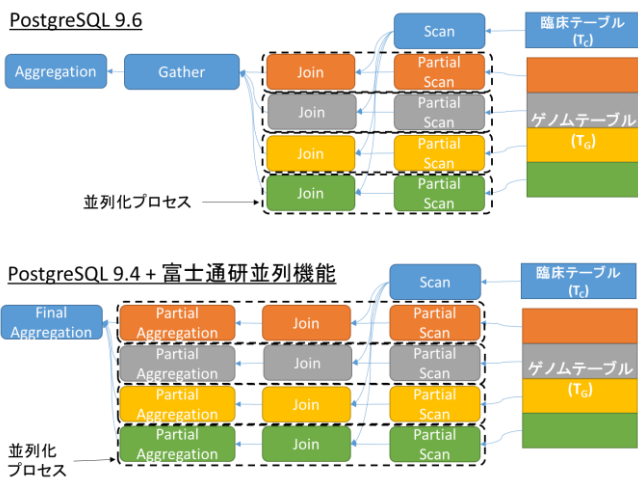 PostgreSQL 9.6
Scan
臨床テーブル
(TC)
Aggregation
Gather
Join
Partial
Scan
Join
Partial
Scan
ゲノムテーブル
(TG)
Join
Partial
Scan
Join
Partial
Scan
並列化プロセス
PostgreSQL 9.4 + 富士通研並列機能
Scan
臨床テーブル
(TC)
Final
Aggregation
Partial
Aggregation
Join
Partial
Scan
Partial
Aggregation
Join
Partial
Scan
ゲノムテーブル
(TG)
Partial
Aggregation
Join
Partial
Scan
Partial
Aggregation
Join
Partial
Scan
並列化
プロセス